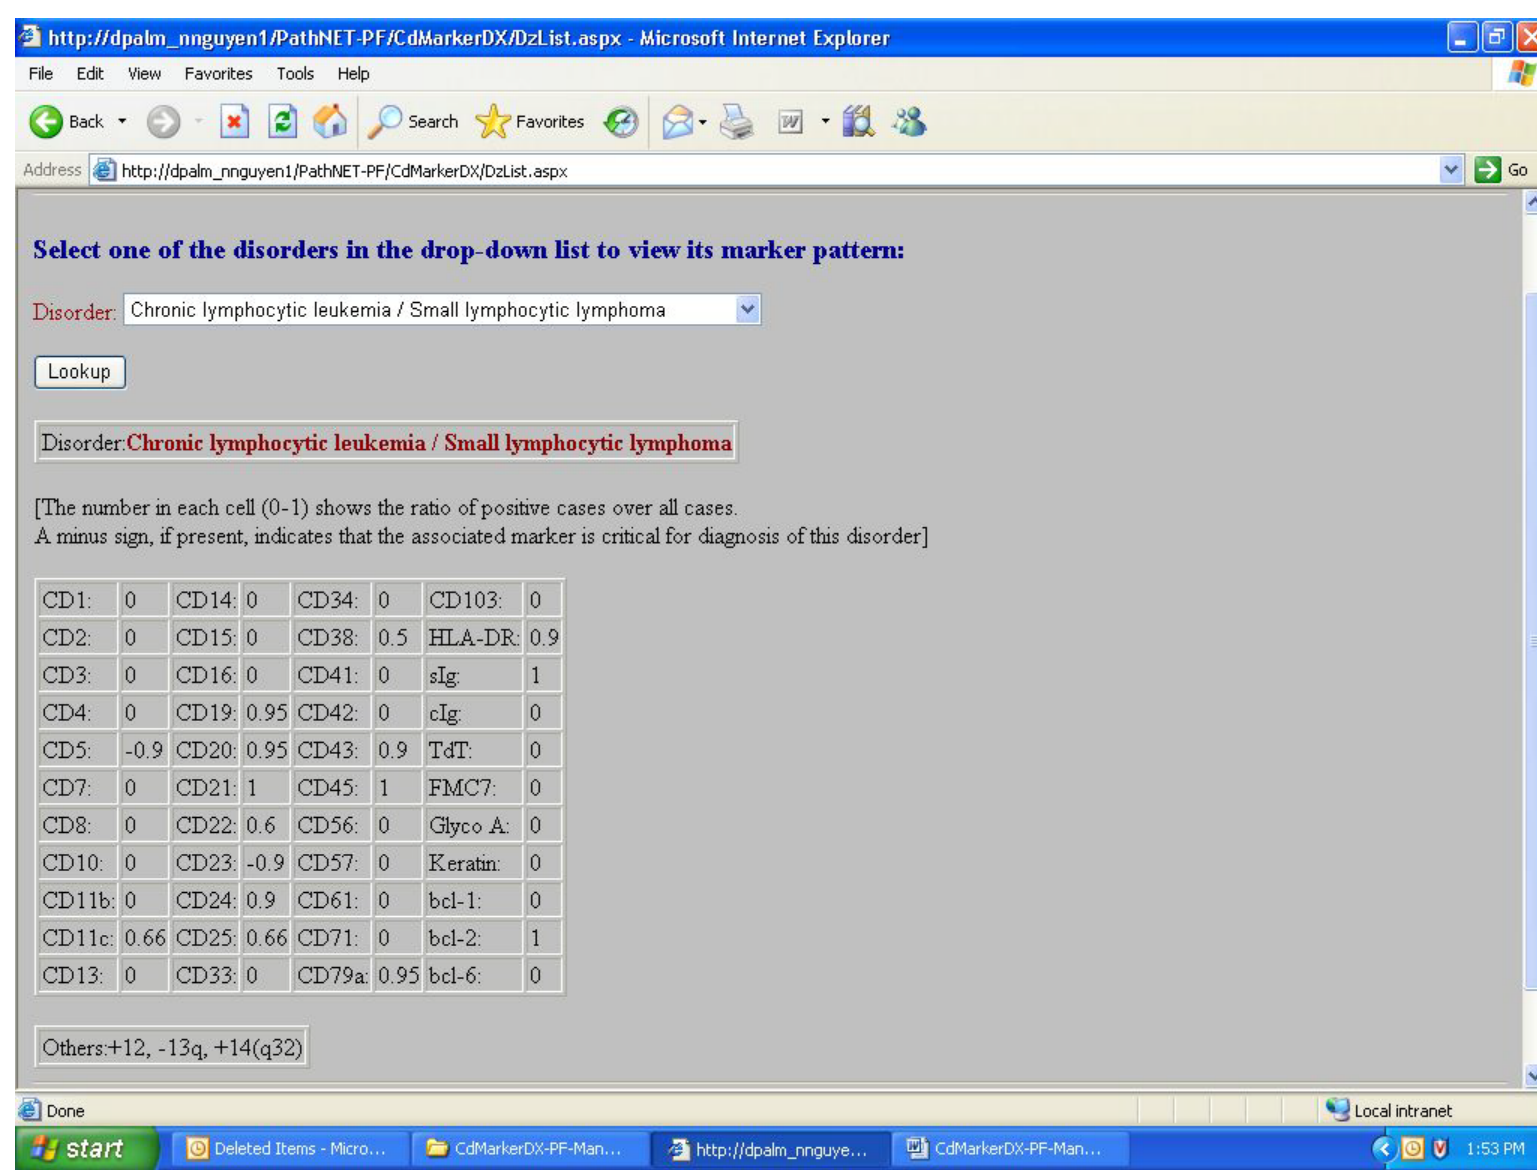 http://dpalm_nnguyen1/PathNET-PF/CdMarkerDX/DzList.aspx - Microsoft Internet Explorer
File Edit View Favorites Tools Help
Back Search Favorites
Address http://dpalm_nnguyen1/PathNET-PF/CdMarkerDX/DzList.aspx Go
Select one of the disorders in the drop-down list to view its marker pattern:
Disorder: Chronic lymphocytic leukemia / Small lymphocytic lymphoma
Lookup
Disorder:Chronic lymphocytic leukemia / Small lymphocytic lymphoma
[The number in each cell (0-1) shows the ratio of positive cases over all cases.
A minus sign, if present, indicates that the associated marker is critical for diagnosis of this disorder]
CD1: 0 CD14: 0 CD34: 0 CD103: 0
CD2: 0 CD15: 0 CD38: 0.5 HLA-DR: 0.9
CD3: 0 CD16: 0 CD41: 0 sIg: 1
CD4: 0 CD19: 0.95 CD42: 0 cIg: 0
CD5: -0.9 CD20: 0.95 CD43: 0.9 TdT: 0
CD7: 0 CD21: 1 CD45: 1 FMC7: 0
CD8: 0 CD22: 0.6 CD56: 0 Glyco A: 0
CD10: 0 CD23: -0.9 CD57: 0 Keratin: 0
CD11b: 0 CD24: 0.9 CD61: 0 bcl-1: 0
CD11c: 0.66 CD25: 0.66 CD71: 0 bcl-2: 1
CD13: 0 CD33: 0 CD79a: 0.95 bcl-6: 0
Others:+12, -13q, +14(q32)
Done Local intranet
start Deleted Items - Micro... CdMarkerDX-PF-Man... http://dpalm_nnguye... CdMarkerDX-PF-Man... 1:53 PM